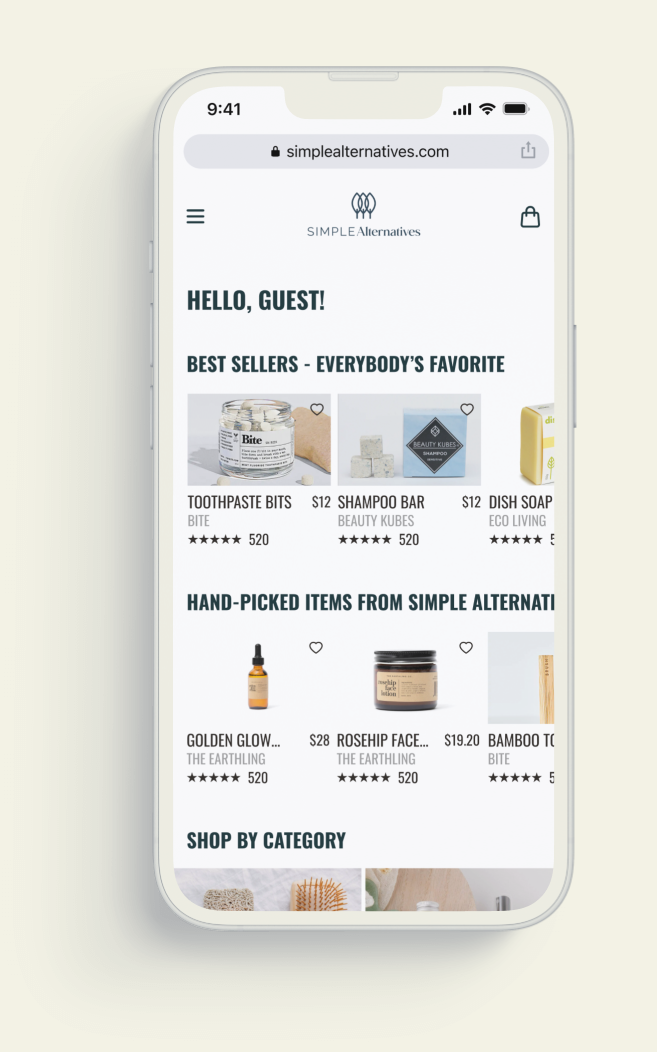 9:41
simplealternatives.com
SIMPLE Alternatives
HELLO, GUEST!
BEST SELLERS - EVERYBODY'S FAVORITE
Bite
BEAUTY KUBES
SHAMPOO
TOOTHPASTE BITS $12
BITE
★★★★★ 520
SHAMPOO BAR $12
BEAUTY KUBES
★★★★★ 520
DISH SOAP
ECO LIVING
★★★★★ 5
HAND-PICKED ITEMS FROM SIMPLE ALTERNATI
rosehip
face
lotion
GOLDEN GLOW... $28
THE EARTHLING
★★★★★ 520
ROSEHIP FACE... $19.20
THE EARTHLING
★★★★★ 520
BAMBOO TO
BITE
★★★★★ 5
SHOP BY CATEGORY